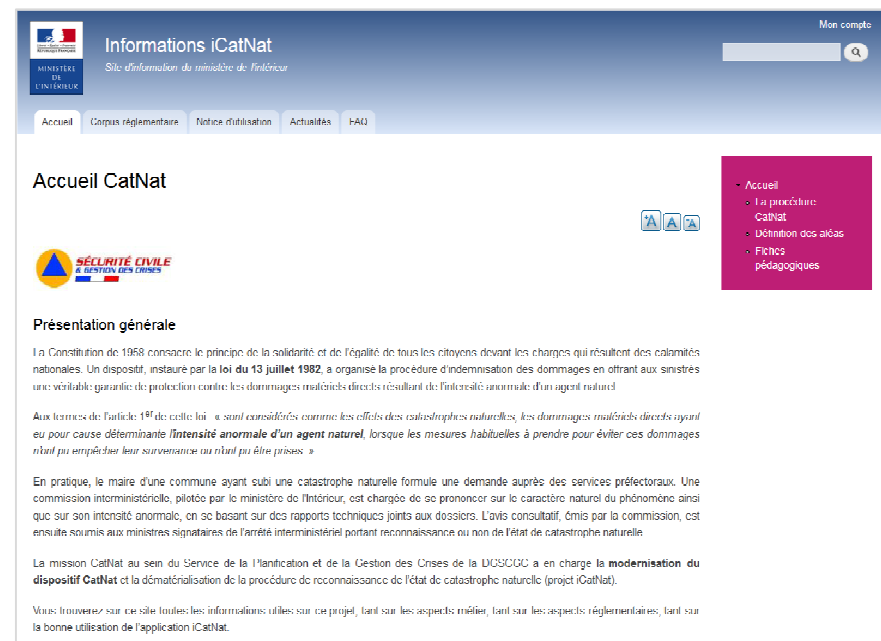 Mon compte
Informations iCatNat
Site d'information du ministère de l'intérieur
MINISTÈRE
DE
L'INTÉRIEUR
Accueil
Corpus réglementaire
Notice d'utilisation
Actualités
FAQ
Accueil CatNat
Accueil
La procédure
CatNat
Définition des aléas
Fiches
pédagogiques
+A A -A
SÉCURITÉ CIVILE
& GESTION DES CRISES
Présentation générale
La Constitution de 1958 consacre le principe de la solidarité et de l'égalité de tous les citoyens devant les charges qui résultent des calamités
nationales. Un dispositif, instauré par la loi du 13 juillet 1982, a organisé la procédure d'indemnisation des dommages en offrant aux sinistrés
une véritable garantie de protection contre les dommages matériels directs résultant de l'intensité anormale d'un agent naturel
Aux termes de l'article 1er de cette loi « sont considérés comme les effets des catastrophes naturelles, les dommages matériels directs ayant
eu pour cause déterminante l'intensité anormale d'un agent naturel, lorsque les mesures habituelles à prendre pour éviter ces dommages
n'ont pu empêcher leur survenance ou n'ont pu être prises. »
En pratique, le maire d'une commune ayant subi une catastrophe naturelle formule une demande auprès des services préfectoraux. Une
commission interministérielle, pilotée par le ministère de l'Intérieur, est chargée de se prononcer sur le caractère naturel du phénomène ainsi
que sur son intensité anormale, en se basant sur des rapports techniques joints aux dossiers. L'avis consultatif, émis par la commission, est
ensuite soumis aux ministres signataires de l'arrêté interministériel portant reconnaissance ou non de l'état de catastrophe naturelle
La mission CatNat au sein du Service de la Planification et de la Gestion des Crises de la DGSCGC a en charge la modernisation du
dispositif CatNat et la dématérialisation de la procédure de reconnaissance de l'état de catastrophe naturelle (projet iCatNat).
Vous trouverez sur ce site toutes les informations utiles sur ce projet, tant sur les aspects métier, tant sur les aspects réglementaires, tant sur
la bonne utilisation de l'application iCatNat.